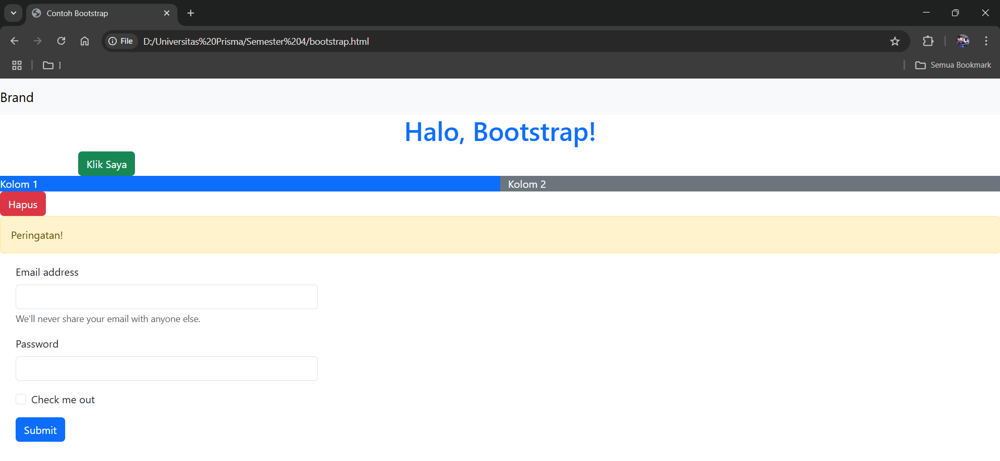 Contoh Bootstrap
File D:/Universitas%20Prisma/Semester%204/bootstrap.html
]
Semua Bookmark
Brand
Halo, Bootstrap!
Klik Saya
Kolom 1 Kolom 2
Hapus
Peringatan!
Email address
We'll never share your email with anyone else.
Password
Check me out
Submit